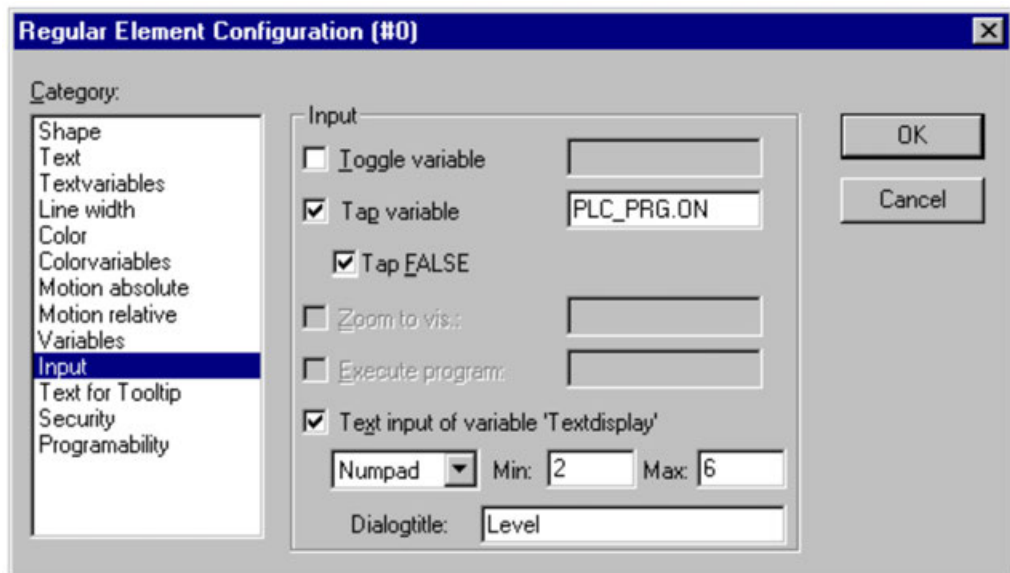 Regular Element Configuration (#0)
Category:
Shape
Text
Textvariables
Line width
Color
Colorvariables
Motion absolute
Motion relative
Variables
Input
Text for Tooltip
Security
Programability
Input
Toggle variable
Tap variable PLC_PRG.ON
Tap FALSE
Zoom to vis.:
Execute program:
Text input of variable 'Textdisplay'
Numpad Min: 2 Max: 6
Dialogtitle: Level
OK
Cancel